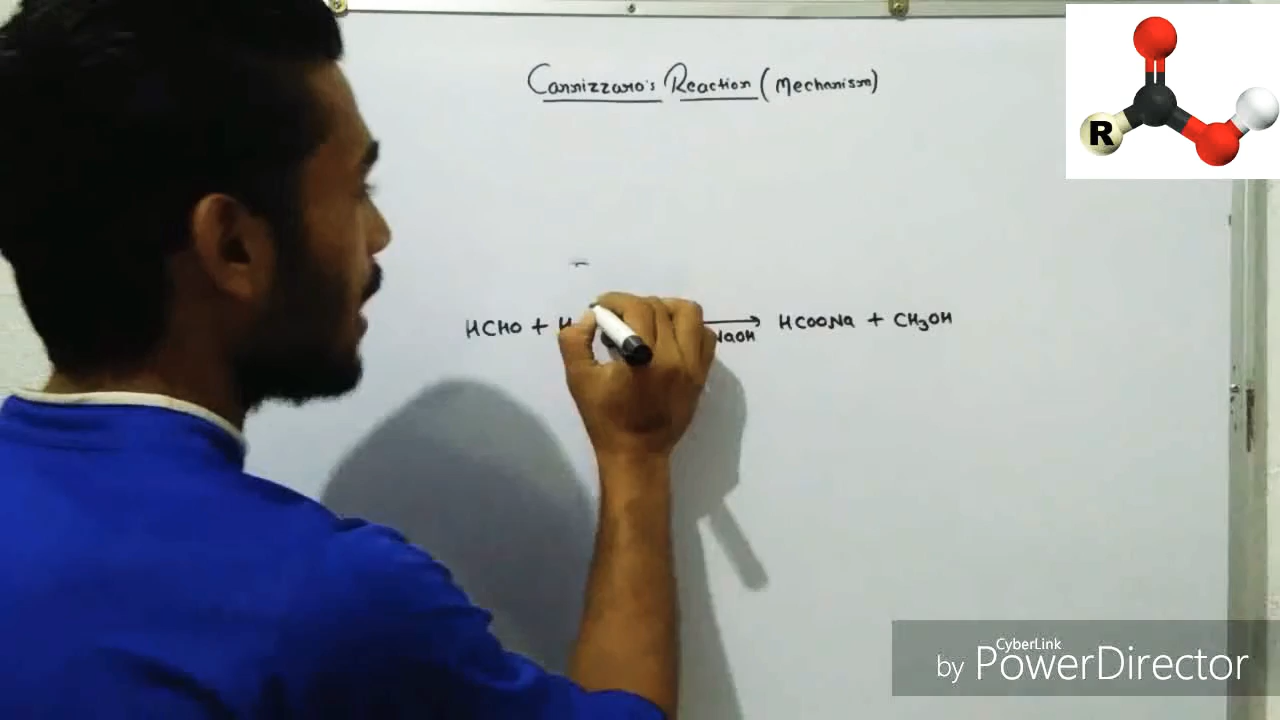 Cannizzaro's Reaction (Mechanism)
R
HCHO + H
NaOH
HCOONa + CH₃OH
CyberLink
by PowerDirector